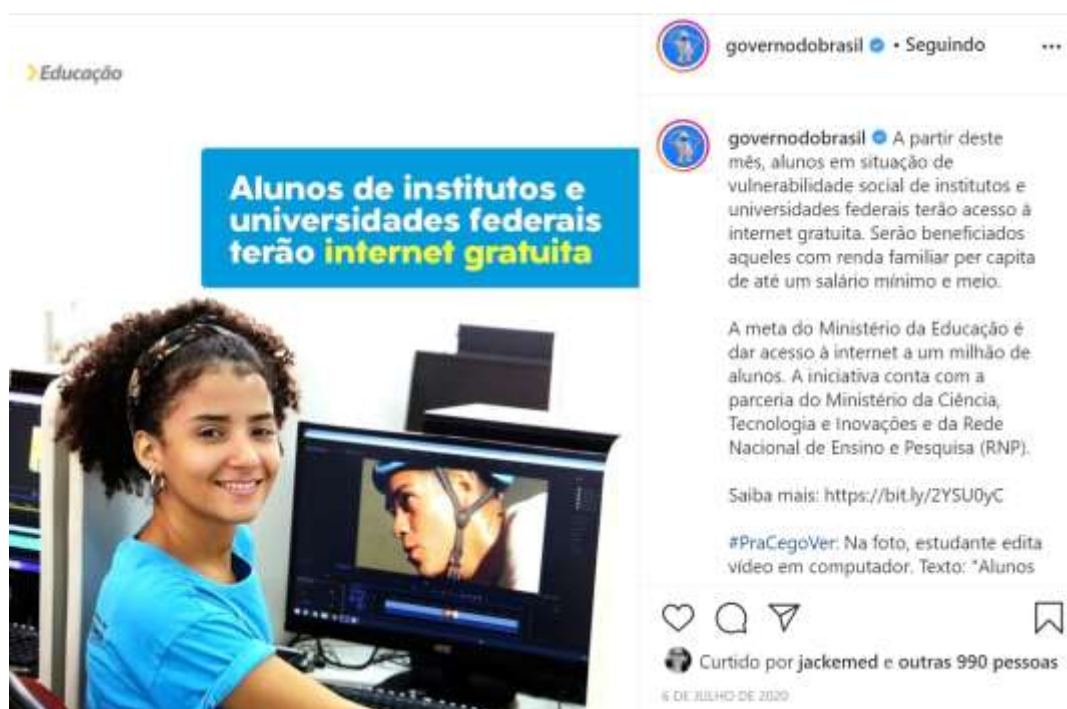 Educação
Alunos de institutos e
universidades federais
terão internet gratuita
governodobrasil • Seguindo
governodobrasil A partir deste
mês, alunos em situação de
vulnerabilidade social de institutos e
universidades federais terão acesso à
internet gratuita. Serão beneficiados
aqueles com renda familiar per capita
de até um salário mínimo e meio.
A meta do Ministério da Educação é
dar acesso à internet a um milhão de
alunos. A iniciativa conta com a
parceria do Ministério da Ciência,
Tecnologia e Inovações e da Rede
Nacional de Ensino e Pesquisa (RNP).
Saiba mais: https://bit.ly/2YSU0yC
#PraCegoVer: Na foto, estudante edita
vídeo em computador. Texto: "Alunos
Curtido por jackemed e outras 990 pessoas
6 DE JULHO DE 2020